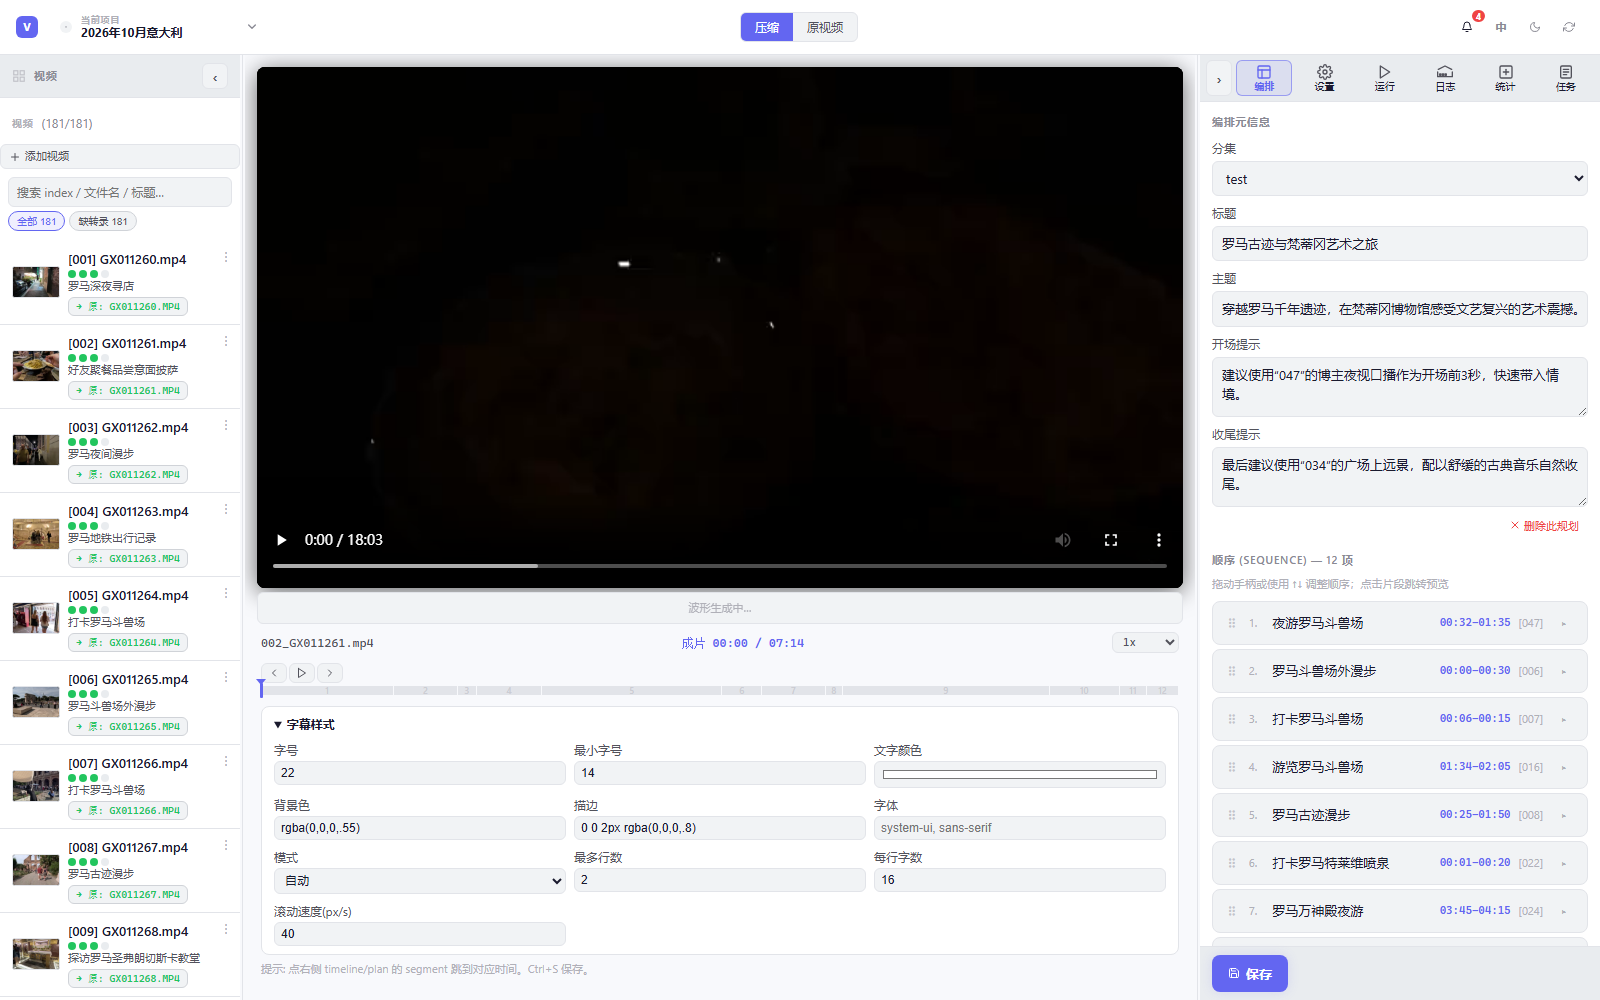 V
当前项目
2026年10月意大利
压缩
原视频
4
中
视频
视频 (181/181)
+ 添加视频
搜索 index / 文件名 / 标题...
全部 181
缺转录 181
[001] GX011260.mp4
罗马深夜寻店
→ 原: GX011260.MP4
[002] GX011261.mp4
好友聚餐品尝意面披萨
→ 原: GX011261.MP4
[003] GX011262.mp4
罗马夜间漫步
→ 原: GX011262.MP4
[004] GX011263.mp4
罗马地铁出行记录
→ 原: GX011263.MP4
[005] GX011264.mp4
打卡罗马斗兽场
→ 原: GX011264.MP4
[006] GX011265.mp4
罗马斗兽场外漫步
→ 原: GX011265.MP4
[007] GX011266.mp4
打卡罗马斗兽场
→ 原: GX011266.MP4
[008] GX011267.mp4
罗马古迹漫步
→ 原: GX011267.MP4
[009] GX011268.mp4
探访罗马圣弗朗切斯卡教堂
→ 原: GX011268.MP4
0:00 / 18:03
波形生成中...
002_GX011261.mp4
成片 00:00 / 07:14
1x
1 2 3 4 5 6 7 8 9 10 11 12
▼ 字幕样式
字号
22
最小字号
14
文字颜色
背景色
rgba(0,0,0,.55)
描边
0 0 2px rgba(0,0,0,.8)
字体
system-ui, sans-serif
模式
自动
最多行数
2
每行字数
16
滚动速度(px/s)
40
提示: 点右侧 timeline/plan 的 segment 跳到对应时间。Ctrl+S 保存。
编排
设置
运行
日志
统计
任务
编排元信息
分集
test
标题
罗马古迹与梵蒂冈艺术之旅
主题
穿越罗马千年遗迹，在梵蒂冈博物馆感受文艺复兴的艺术震撼。
开场提示
建议使用“047”的博主夜视口播作为开场前3秒，快速带入情
境。
收尾提示
最后建议使用“034”的广场上远景，配以舒缓的古典音乐自然收
尾。
× 删除此规划
顺序 (SEQUENCE) — 12 项
拖动手柄或使用 ↑↓ 调整顺序；点击片段跳转预览
1. 夜游罗马斗兽场 00:32–01:35 [047]
2. 罗马斗兽场外漫步 00:00–00:30 [006]
3. 打卡罗马斗兽场 00:06–00:15 [007]
4. 游览罗马斗兽场 01:34–02:05 [016]
5. 罗马古迹漫步 00:25–01:50 [008]
6. 打卡罗马特莱维喷泉 00:01–00:20 [022]
7. 罗马万神殿夜游 03:45–04:15 [024]
保存